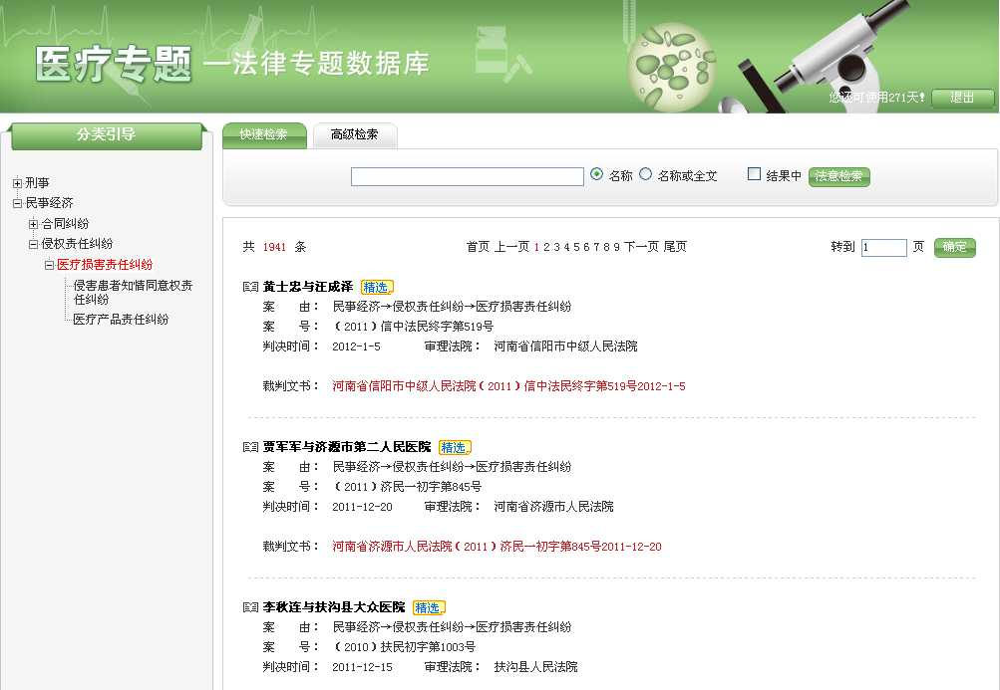 医疗专题 —法律专题数据库
您还可使用271天!
退出
分类引导
快速检索
高级检索
刑事
民事经济
合同纠纷
侵权责任纠纷
医疗损害责任纠纷
侵害患者知情同意权责
任纠纷
医疗产品责任纠纷
名称
名称或全文
结果中
法意检索
共 1941 条
首页 上一页 1 2 3 4 5 6 7 8 9 下一页 尾页
转到 1 页 确定
黄士忠与汪成泽 精选
案 由： 民事经济→侵权责任纠纷→医疗损害责任纠纷
案 号： （2011）信中法民终字第519号
判决时间： 2012-1-5 审理法院： 河南省信阳市中级人民法院
裁判文书： 河南省信阳市中级人民法院（2011）信中法民终字第519号2012-1-5
贾军军与济源市第二人民医院 精选
案 由： 民事经济→侵权责任纠纷→医疗损害责任纠纷
案 号： （2011）济民一初字第845号
判决时间： 2011-12-20 审理法院： 河南省济源市人民法院
裁判文书： 河南省济源市人民法院（2011）济民一初字第845号2011-12-20
李秋连与扶沟县大众医院 精选
案 由： 民事经济→侵权责任纠纷→医疗损害责任纠纷
案 号： （2010）扶民初字第1003号
判决时间： 2011-12-15 审理法院： 扶沟县人民法院